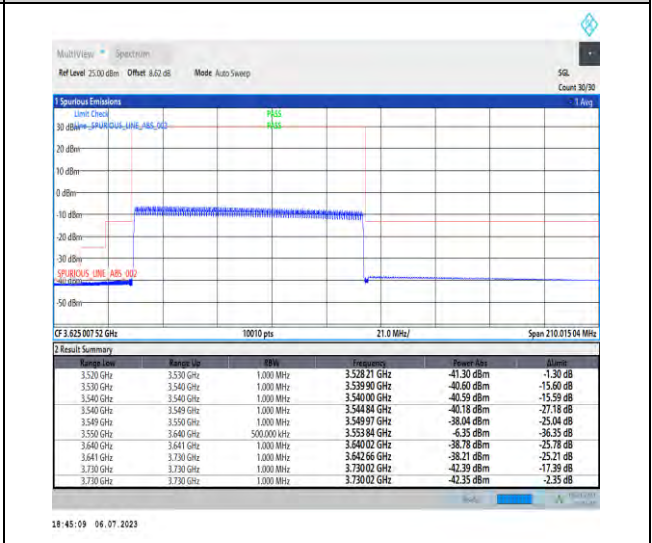 MultiView Spectrum
Ref Level 25.00 dBm Offset 8.62 dB Mode Auto Sweep SGL
Count 30/30
1 Spurious Emissions 1 Avg
Limit Check PASS
30 dBm Line _SPURIOUS_LINE_ABS_002 PASS
20 dBm
10 dBm
0 dBm
-10 dBm
-20 dBm
-30 dBm
SPURIOUS_LINE_ABS_002
-40 dBm
-50 dBm
CF 3.625 007 52 GHz 10010 pts 21.0 MHz/ Span 210.015 04 MHz
2 Result Summary
Range Low Range Up RBW Frequency Power Abs ΔLimit
3.520 GHz 3.530 GHz 1.000 MHz 3.528 21 GHz -41.30 dBm -1.30 dB
3.530 GHz 3.540 GHz 1.000 MHz 3.539 90 GHz -40.60 dBm -15.60 dB
3.540 GHz 3.540 GHz 1.000 MHz 3.540 00 GHz -40.59 dBm -15.59 dB
3.540 GHz 3.549 GHz 1.000 MHz 3.544 84 GHz -40.18 dBm -27.18 dB
3.549 GHz 3.550 GHz 1.000 MHz 3.549 97 GHz -38.04 dBm -25.04 dB
3.550 GHz 3.640 GHz 500.000 kHz 3.553 84 GHz -6.35 dBm -36.35 dB
3.640 GHz 3.641 GHz 1.000 MHz 3.640 02 GHz -38.78 dBm -25.78 dB
3.641 GHz 3.730 GHz 1.000 MHz 3.642 66 GHz -38.21 dBm -25.21 dB
3.730 GHz 3.730 GHz 1.000 MHz 3.730 02 GHz -42.39 dBm -17.39 dB
3.730 GHz 3.730 GHz 1.000 MHz 3.730 02 GHz -42.35 dBm -2.35 dB
18:45:09 06.07.2023